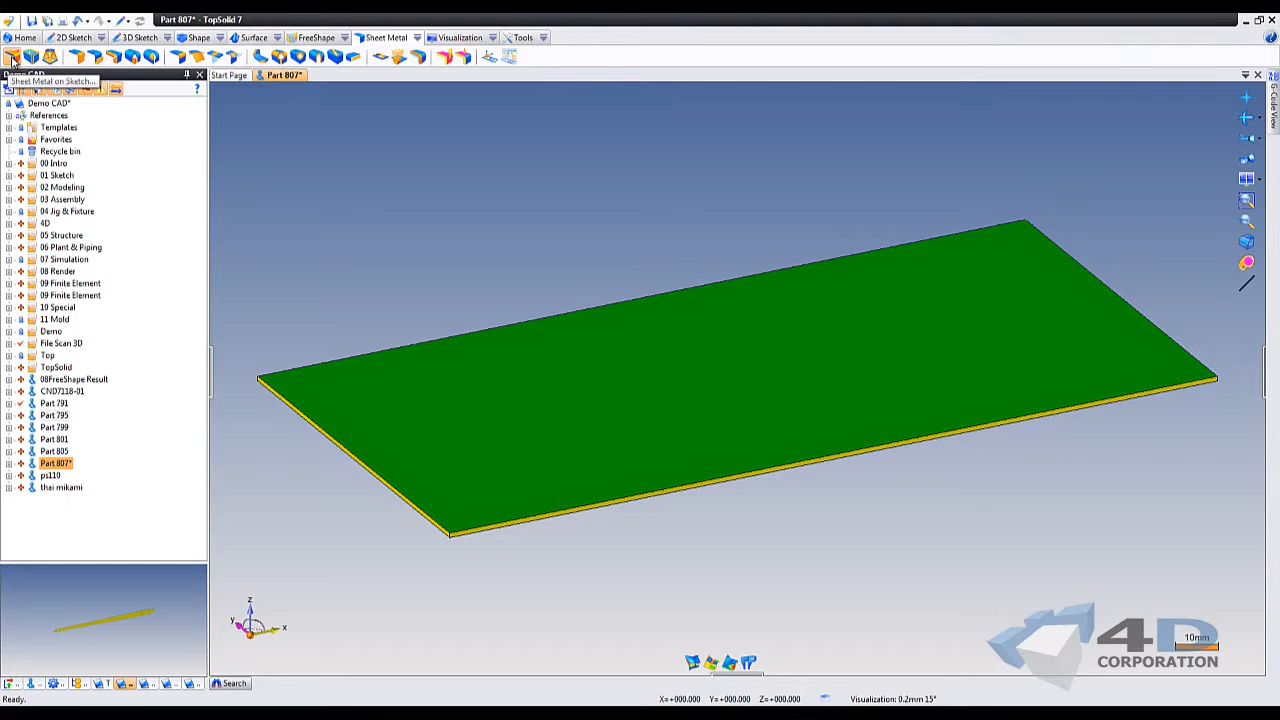 Part 807* - TopSolid 7
Home
2D Sketch
3D Sketch
Shape
Surface
FreeShape
Sheet Metal
Visualization
Tools
Sheet Metal on Sketch...
Start Page
Part 807*
Demo CAD*
References
Templates
Favorites
Recycle bin
00 Intro
01 Sketch
02 Modeling
03 Assembly
04 Jig & Fixture
4D
05 Structure
06 Plant & Piping
07 Simulation
08 Render
09 Finite Element
09 Finite Element
10 Special
11 Mold
Demo
File Scan 3D
Top
TopSolid
08FreeShape Result
CND7118-01
Part 791
Part 795
Part 799
Part 801
Part 805
Part 807*
ps110
thai mikami
G-Code View
z
y
x
4D
CORPORATION
10mm
Search
Ready.
X=+000.000 Y=+000.000 Z=+000.000
Visualization: 0.2mm 15°